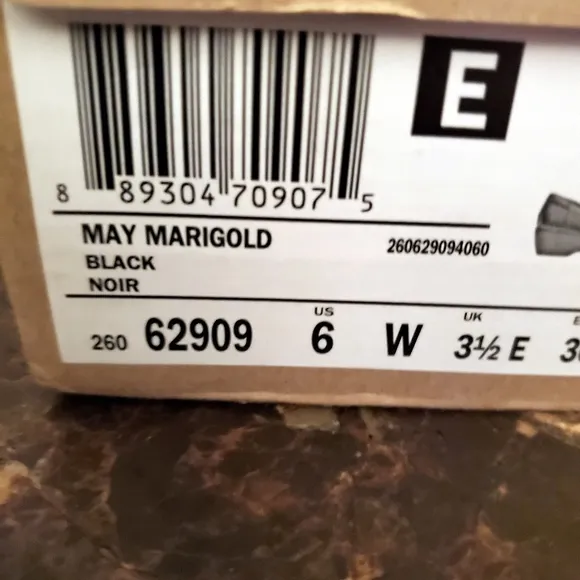 E
8 89304 70907 5
MAY MARIGOLD
260629094060
BLACK
NOIR
US
UK
260 62909 6 W 3½ E